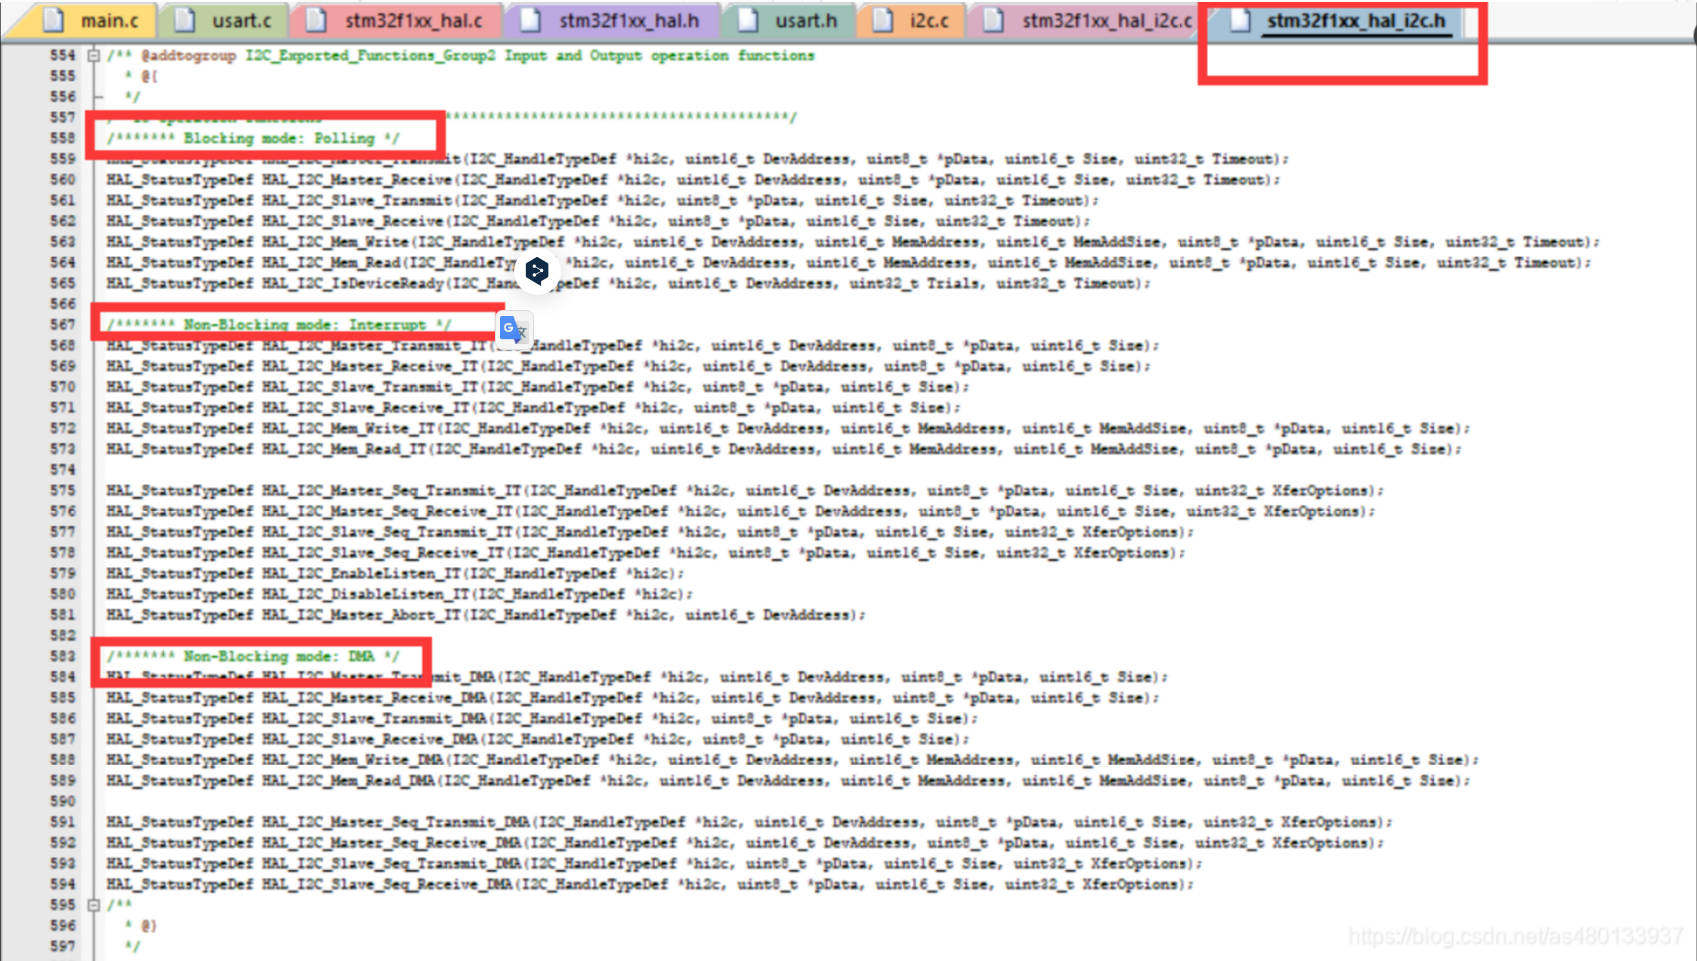 main.c usart.c stm32f1xx_hal.c stm32f1xx_hal.h usart.h i2c.c stm32f1xx_hal_i2c.c stm32f1xx_hal_i2c.h
554 /** @addtogroup I2C_Exported_Functions_Group2 Input and Output operation functions
555 * @{
556 */
557 ****************************************/
558 /******* Blocking mode: Polling */
559 HAL_StatusTypeDef HAL_I2C_Master_Transmit(I2C_HandleTypeDef *hi2c, uint16_t DevAddress, uint8_t *pData, uint16_t Size, uint32_t Timeout);
560 HAL_StatusTypeDef HAL_I2C_Master_Receive(I2C_HandleTypeDef *hi2c, uint16_t DevAddress, uint8_t *pData, uint16_t Size, uint32_t Timeout);
561 HAL_StatusTypeDef HAL_I2C_Slave_Transmit(I2C_HandleTypeDef *hi2c, uint8_t *pData, uint16_t Size, uint32_t Timeout);
562 HAL_StatusTypeDef HAL_I2C_Slave_Receive(I2C_HandleTypeDef *hi2c, uint8_t *pData, uint16_t Size, uint32_t Timeout);
563 HAL_StatusTypeDef HAL_I2C_Mem_Write(I2C_HandleTypeDef *hi2c, uint16_t DevAddress, uint16_t MemAddress, uint16_t MemAddSize, uint8_t *pData, uint16_t Size, uint32_t Timeout);
564 HAL_StatusTypeDef HAL_I2C_Mem_Read(I2C_HandleTy *hi2c, uint16_t DevAddress, uint16_t MemAddress, uint16_t MemAddSize, uint8_t *pData, uint16_t Size, uint32_t Timeout);
565 HAL_StatusTypeDef HAL_I2C_IsDeviceReady(I2C_HandleTypeDef *hi2c, uint16_t DevAddress, uint32_t Trials, uint32_t Timeout);
566
567 /******* Non-Blocking mode: Interrupt */
568 HAL_StatusTypeDef HAL_I2C_Master_Transmit_IT(I2C_HandleTypeDef *hi2c, uint16_t DevAddress, uint8_t *pData, uint16_t Size);
569 HAL_StatusTypeDef HAL_I2C_Master_Receive_IT(I2C_HandleTypeDef *hi2c, uint16_t DevAddress, uint8_t *pData, uint16_t Size);
570 HAL_StatusTypeDef HAL_I2C_Slave_Transmit_IT(I2C_HandleTypeDef *hi2c, uint8_t *pData, uint16_t Size);
571 HAL_StatusTypeDef HAL_I2C_Slave_Receive_IT(I2C_HandleTypeDef *hi2c, uint8_t *pData, uint16_t Size);
572 HAL_StatusTypeDef HAL_I2C_Mem_Write_IT(I2C_HandleTypeDef *hi2c, uint16_t DevAddress, uint16_t MemAddress, uint16_t MemAddSize, uint8_t *pData, uint16_t Size);
573 HAL_StatusTypeDef HAL_I2C_Mem_Read_IT(I2C_HandleTypeDef *hi2c, uint16_t DevAddress, uint16_t MemAddress, uint16_t MemAddSize, uint8_t *pData, uint16_t Size);
574
575 HAL_StatusTypeDef HAL_I2C_Master_Seq_Transmit_IT(I2C_HandleTypeDef *hi2c, uint16_t DevAddress, uint8_t *pData, uint16_t Size, uint32_t XferOptions);
576 HAL_StatusTypeDef HAL_I2C_Master_Seq_Receive_IT(I2C_HandleTypeDef *hi2c, uint16_t DevAddress, uint8_t *pData, uint16_t Size, uint32_t XferOptions);
577 HAL_StatusTypeDef HAL_I2C_Slave_Seq_Transmit_IT(I2C_HandleTypeDef *hi2c, uint8_t *pData, uint16_t Size, uint32_t XferOptions);
578 HAL_StatusTypeDef HAL_I2C_Slave_Seq_Receive_IT(I2C_HandleTypeDef *hi2c, uint8_t *pData, uint16_t Size, uint32_t XferOptions);
579 HAL_StatusTypeDef HAL_I2C_EnableListen_IT(I2C_HandleTypeDef *hi2c);
580 HAL_StatusTypeDef HAL_I2C_DisableListen_IT(I2C_HandleTypeDef *hi2c);
581 HAL_StatusTypeDef HAL_I2C_Master_Abort_IT(I2C_HandleTypeDef *hi2c, uint16_t DevAddress);
582
583 /******* Non-Blocking mode: DMA */
584 HAL_StatusTypeDef HAL_I2C_Master_Transmit_DMA(I2C_HandleTypeDef *hi2c, uint16_t DevAddress, uint8_t *pData, uint16_t Size);
585 HAL_StatusTypeDef HAL_I2C_Master_Receive_DMA(I2C_HandleTypeDef *hi2c, uint16_t DevAddress, uint8_t *pData, uint16_t Size);
586 HAL_StatusTypeDef HAL_I2C_Slave_Transmit_DMA(I2C_HandleTypeDef *hi2c, uint8_t *pData, uint16_t Size);
587 HAL_StatusTypeDef HAL_I2C_Slave_Receive_DMA(I2C_HandleTypeDef *hi2c, uint8_t *pData, uint16_t Size);
588 HAL_StatusTypeDef HAL_I2C_Mem_Write_DMA(I2C_HandleTypeDef *hi2c, uint16_t DevAddress, uint16_t MemAddress, uint16_t MemAddSize, uint8_t *pData, uint16_t Size);
589 HAL_StatusTypeDef HAL_I2C_Mem_Read_DMA(I2C_HandleTypeDef *hi2c, uint16_t DevAddress, uint16_t MemAddress, uint16_t MemAddSize, uint8_t *pData, uint16_t Size);
590
591 HAL_StatusTypeDef HAL_I2C_Master_Seq_Transmit_DMA(I2C_HandleTypeDef *hi2c, uint16_t DevAddress, uint8_t *pData, uint16_t Size, uint32_t XferOptions);
592 HAL_StatusTypeDef HAL_I2C_Master_Seq_Receive_DMA(I2C_HandleTypeDef *hi2c, uint16_t DevAddress, uint8_t *pData, uint16_t Size, uint32_t XferOptions);
593 HAL_StatusTypeDef HAL_I2C_Slave_Seq_Transmit_DMA(I2C_HandleTypeDef *hi2c, uint8_t *pData, uint16_t Size, uint32_t XferOptions);
594 HAL_StatusTypeDef HAL_I2C_Slave_Seq_Receive_DMA(I2C_HandleTypeDef *hi2c, uint8_t *pData, uint16_t Size, uint32_t XferOptions);
595 /**
596 * @}
597 */
https://blog.csdn.net/as480133937